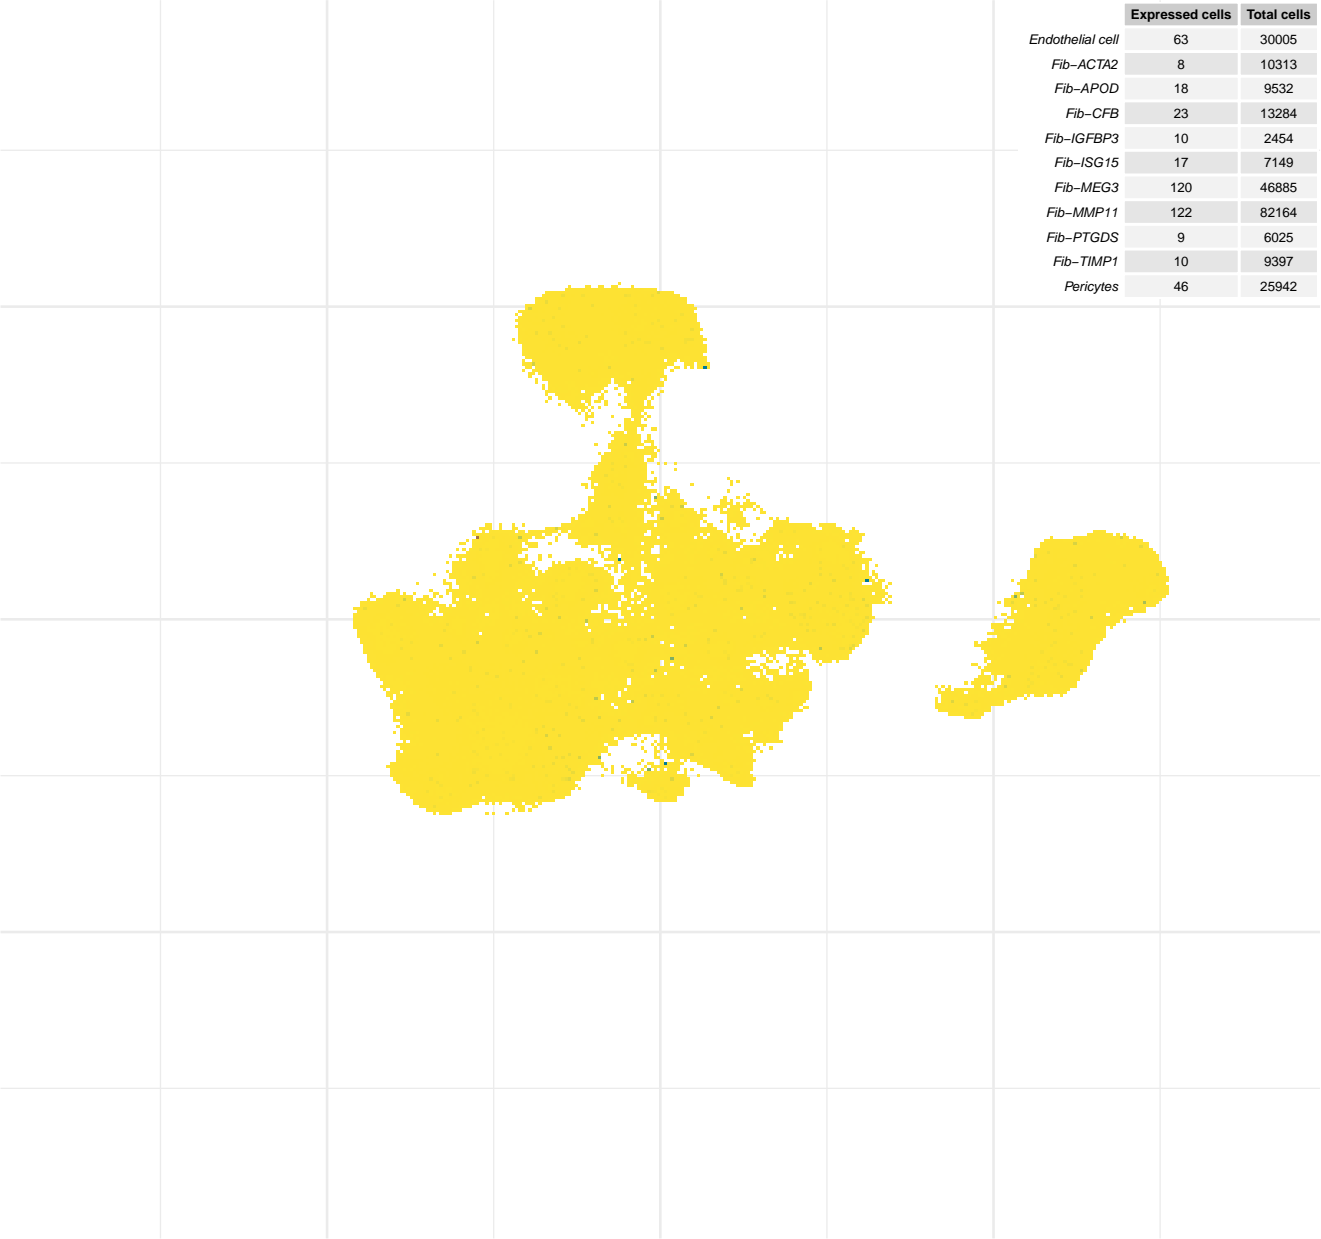 Expressed cells Total cells
Endothelial cell 63 30005
Fib−ACTA2 8 10313
Fib−APOD 18 9532
Fib−CFB 23 13284
Fib−IGFBP3 10 2454
Fib−ISG15 17 7149
Fib−MEG3 120 46885
Fib−MMP11 122 82164
Fib−PTGDS 9 6025
Fib−TIMP1 10 9397
Pericytes 46 25942